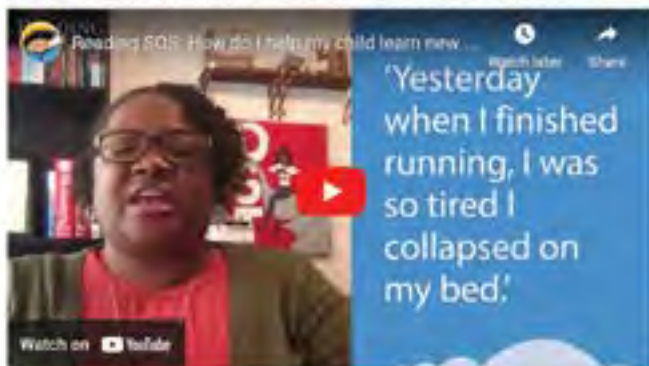 Reading SOS: How do I help my child learn new ...
Watch later
Share
'Yesterday
when I finished
running, I was
so tired I
collapsed on
my bed.'
Watch on YouTube